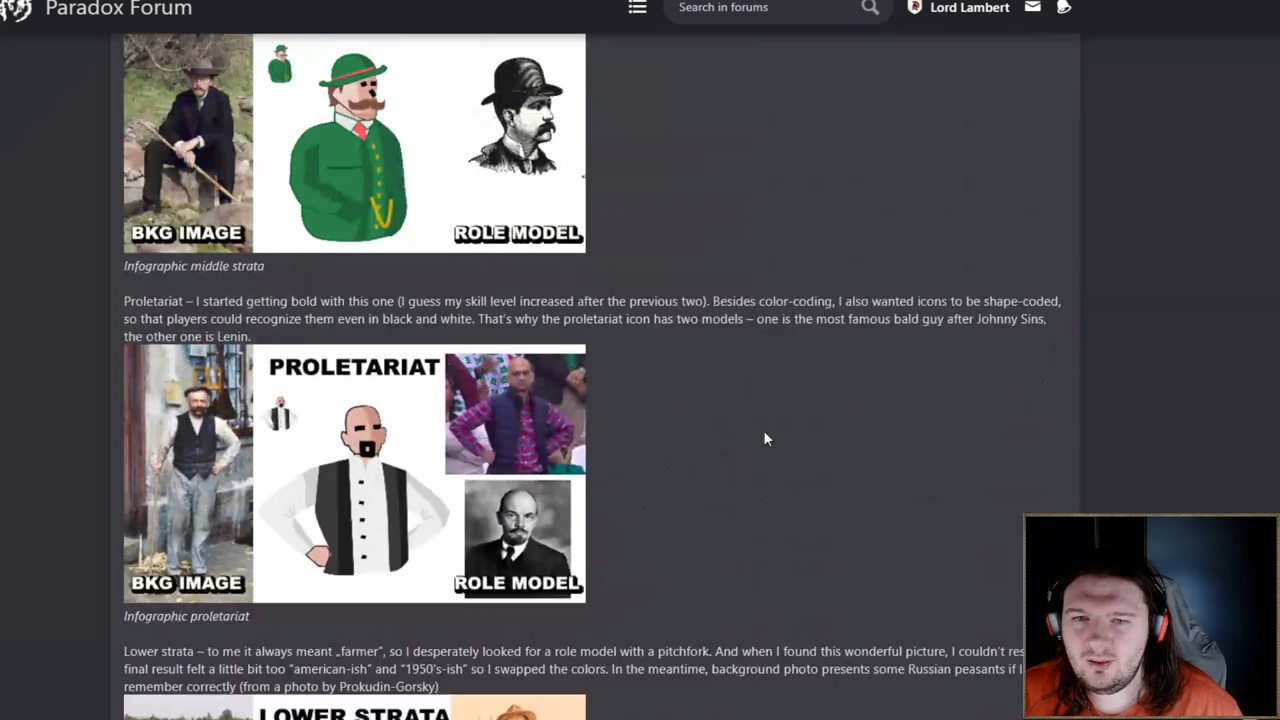 Paradox Forum
Search in forums
Lord Lambert
BKG IMAGE
ROLE MODEL
Infographic middle strata
Proletariat – I started getting bold with this one (I guess my skill level increased after the previous two). Besides color-coding, I also wanted icons to be shape-coded,
so that players could recognize them even in black and white. That's why the proletariat icon has two models – one is the most famous bald guy after Johnny Sins,
the other one is Lenin.
PROLETARIAT
BKG IMAGE
ROLE MODEL
Infographic proletariat
Lower strata – to me it always meant „farmer", so I desperately looked for a role model with a pitchfork. And when I found this wonderful picture, I couldn't res
final result felt a little bit too "american-ish" and "1950's-ish" so I swapped the colors. In the meantime, background photo presents some Russian peasants if I
remember correctly (from a photo by Prokudin-Gorsky)
LOWER STRATA